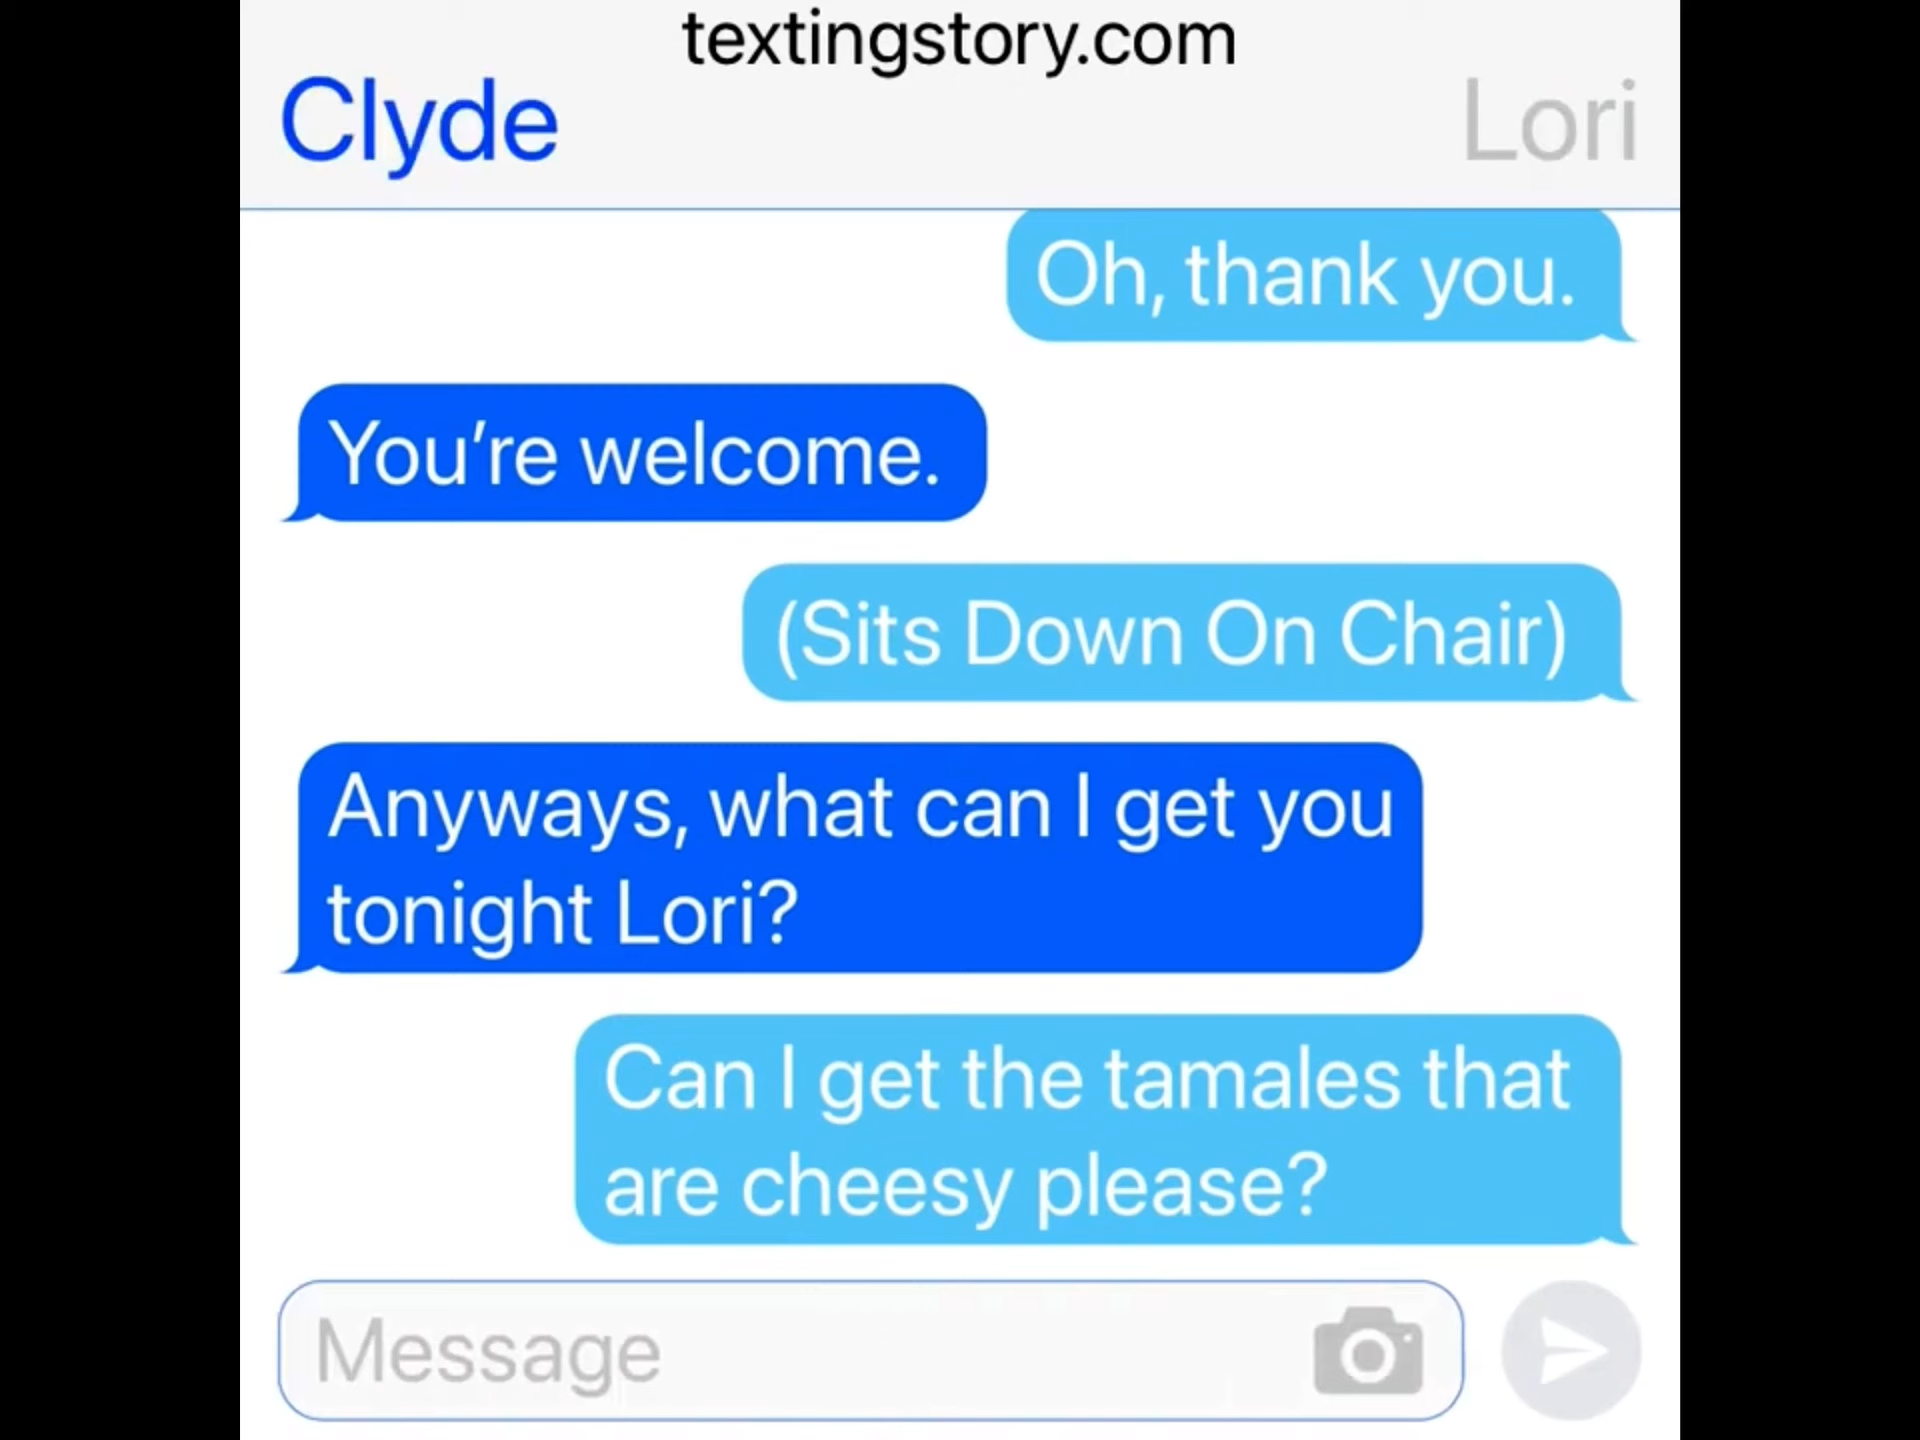 textingstory.com
Clyde
Lori
Oh, thank you.
You’re welcome.
(Sits Down On Chair)
Anyways, what can I get you
tonight Lori?
Can I get the tamales that
are cheesy please?
Message